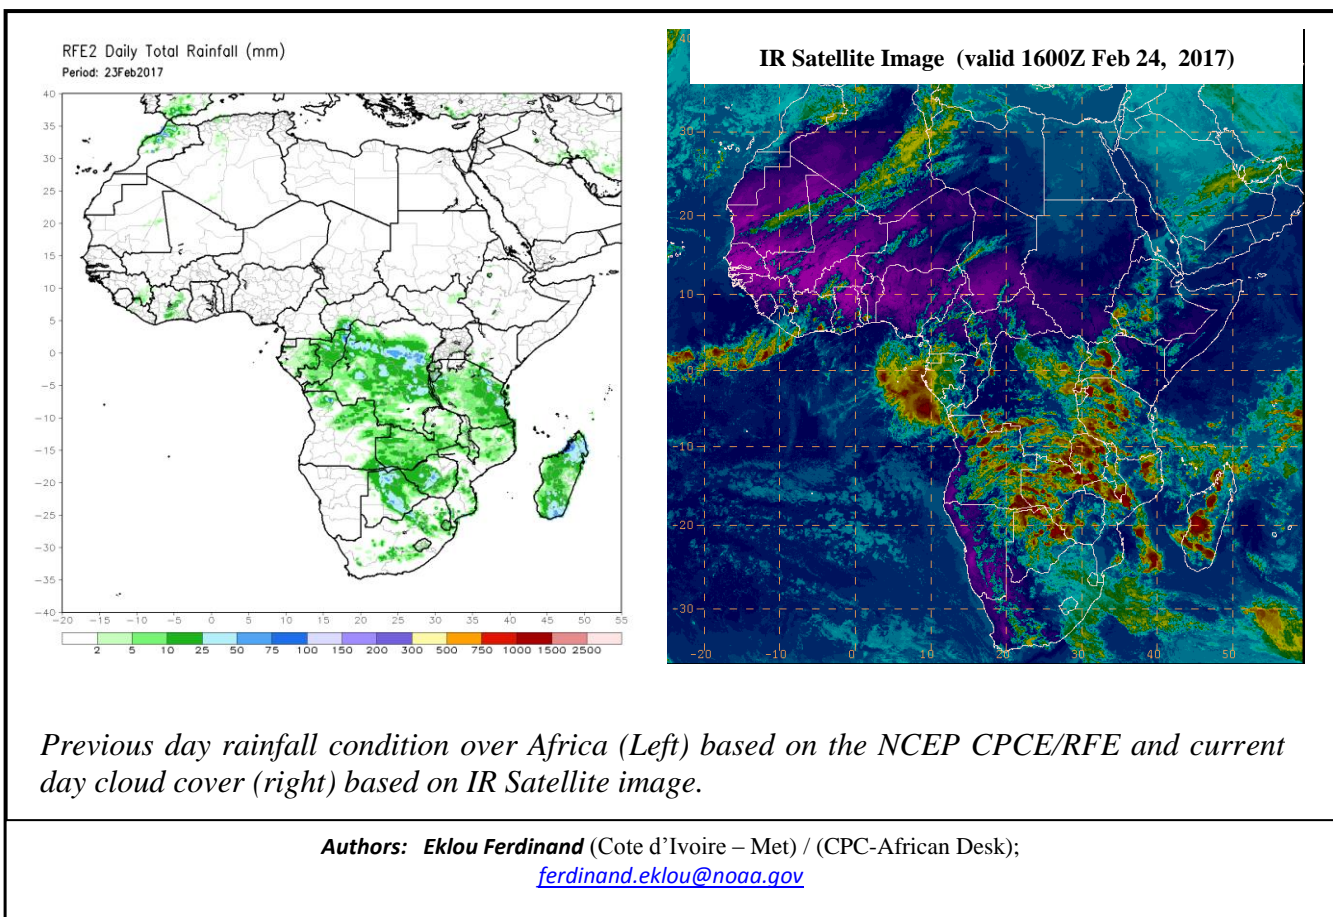 RFE2 Daily Total Rainfall (mm)
Period: 23Feb2017
40
35
30
25
20
15
10
5
0
-5
-10
-15
-20
-25
-30
-35
-40
-20 -15 -10 -5 0 5 10 15 20 25 30 35 40 45 50 55
2 5 10 25 50 75 100 150 200 300 500 750 1000 1500 2500
IR Satellite Image (valid 1600Z Feb 24, 2017)
30
20
10
0
-10
-20
-30
-20 -10 0 10 20 30 40 50
Previous day rainfall condition over Africa (Left) based on the NCEP CPCE/RFE and current
day cloud cover (right) based on IR Satellite image.
Authors: Eklou Ferdinand (Cote d’Ivoire – Met) / (CPC-African Desk);
ferdinand.eklou@noaa.gov